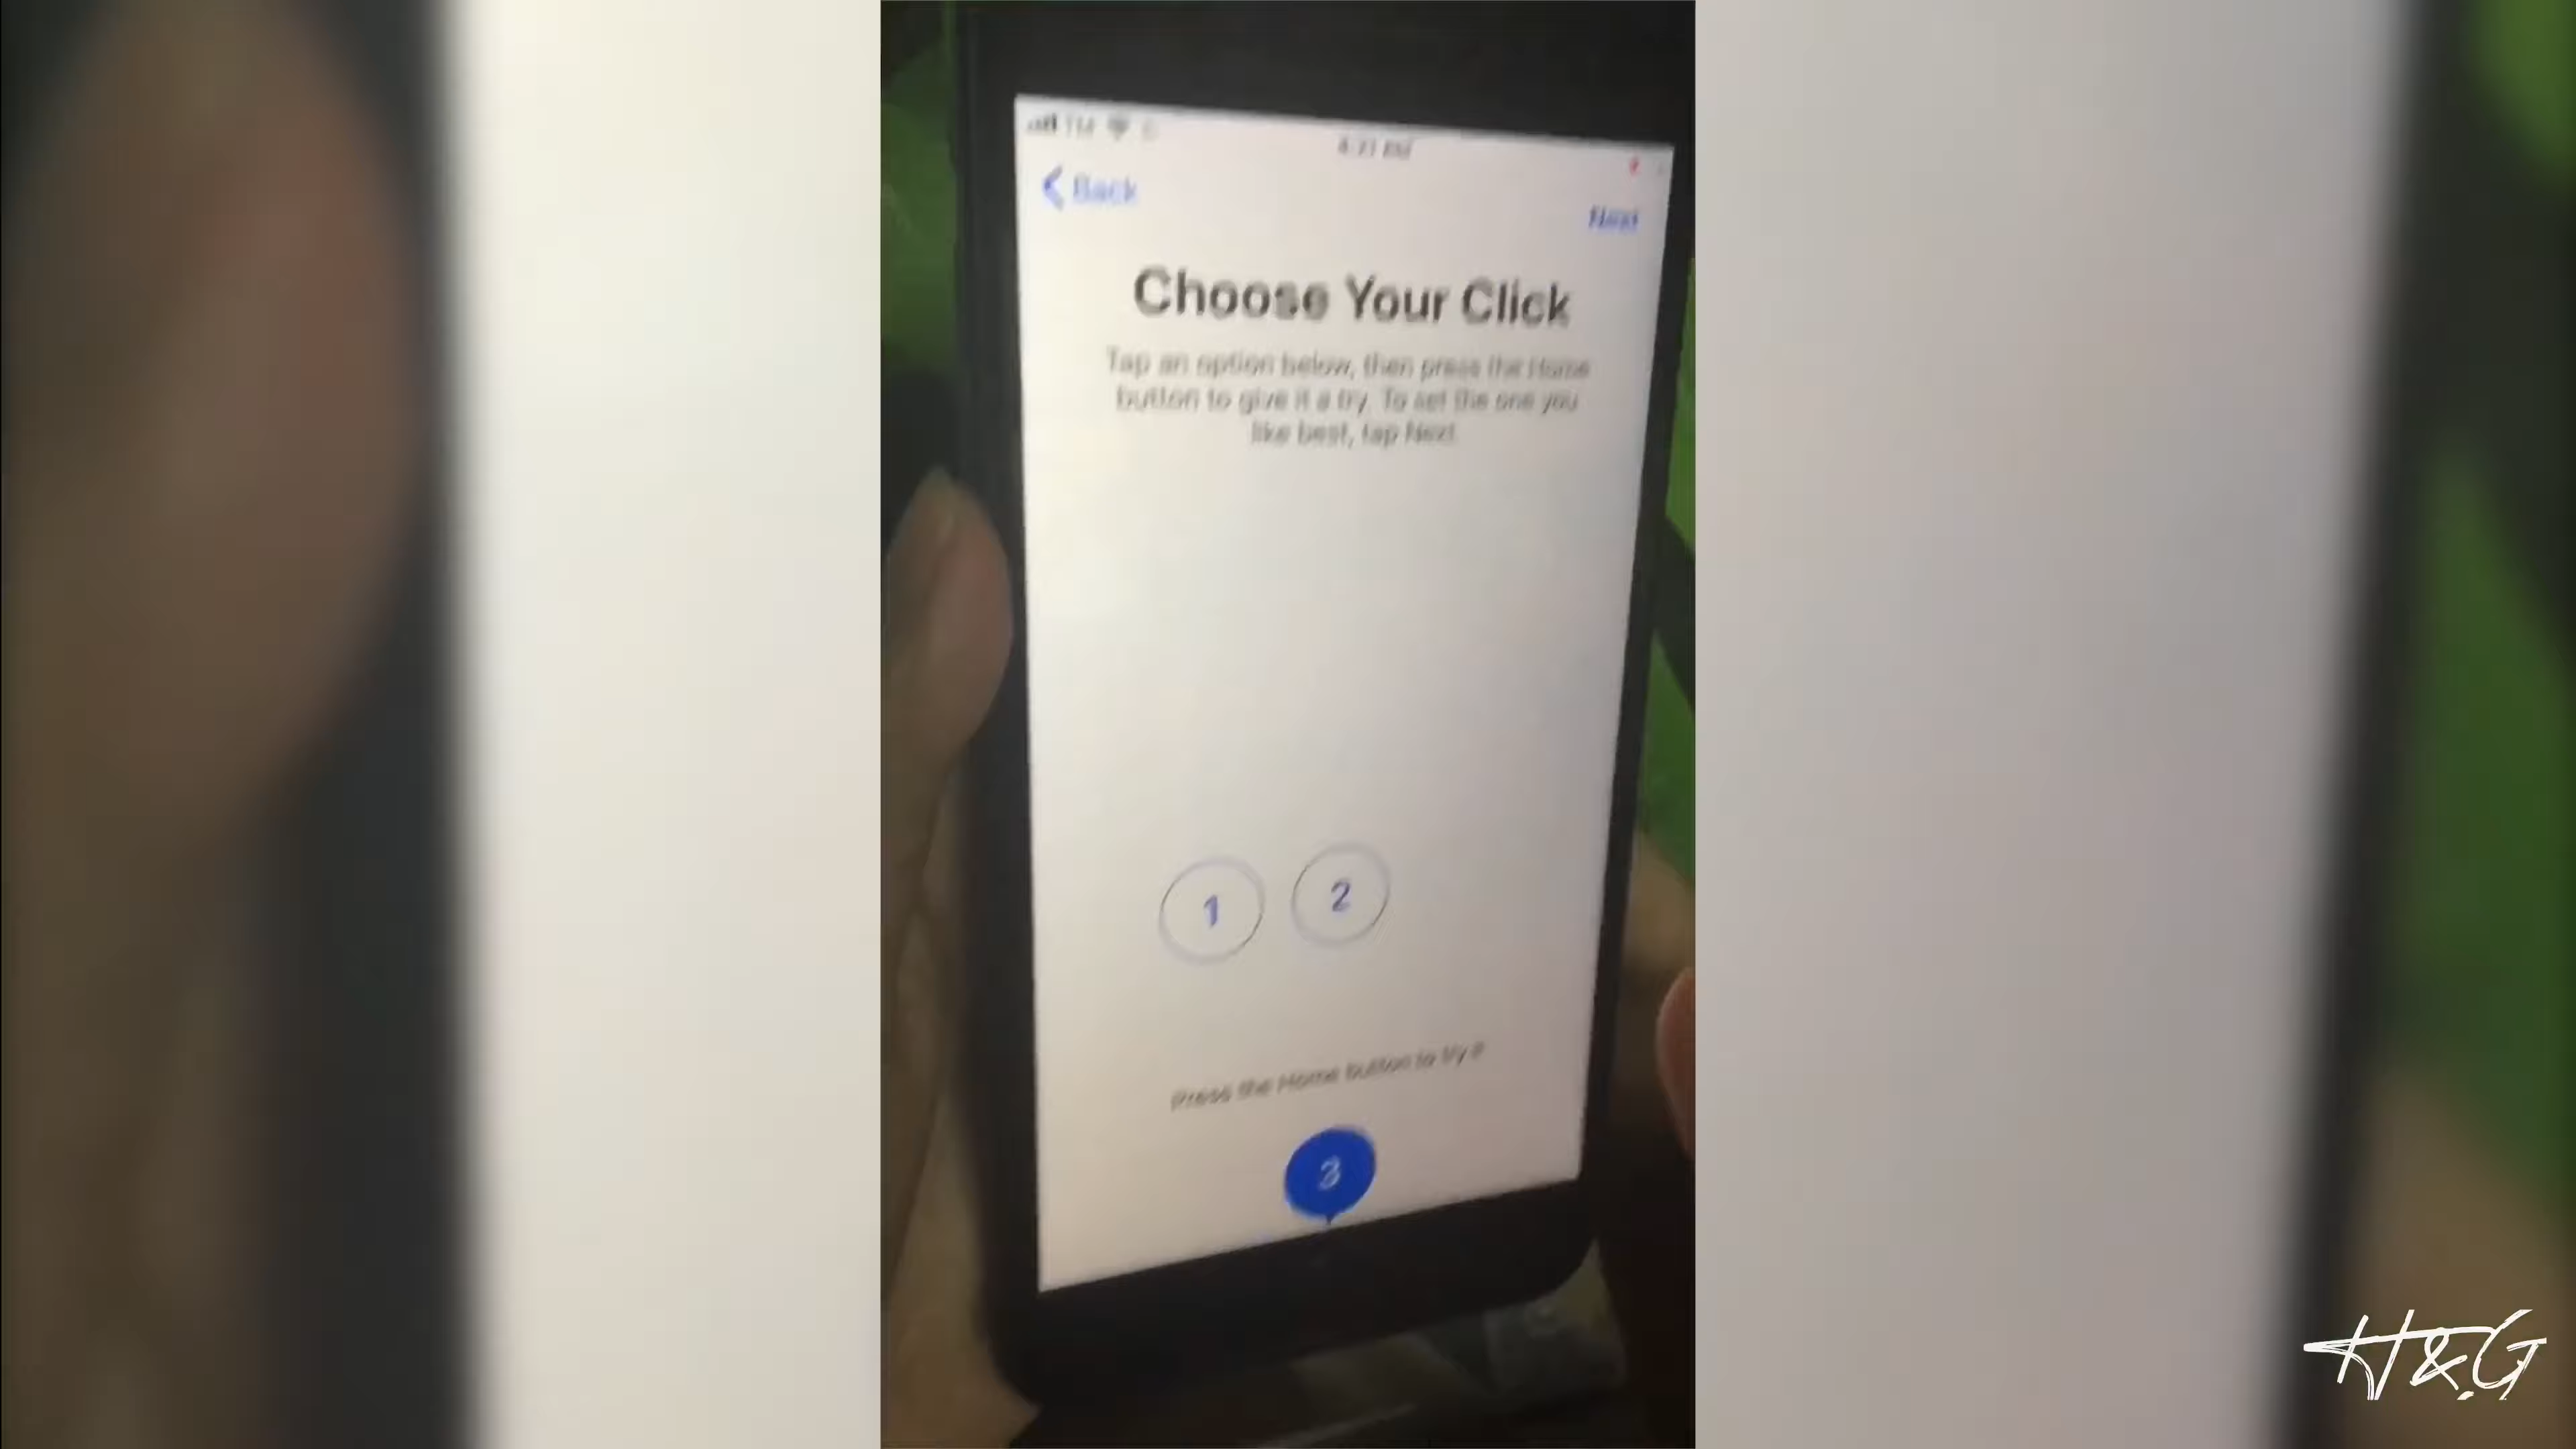 TM
Back
Next
Choose Your Click
Tap an option below, then press the Home
button to give it a try. To set the one you
like best, tap Next.
1
2
Press the Home button to try it
3
H&G